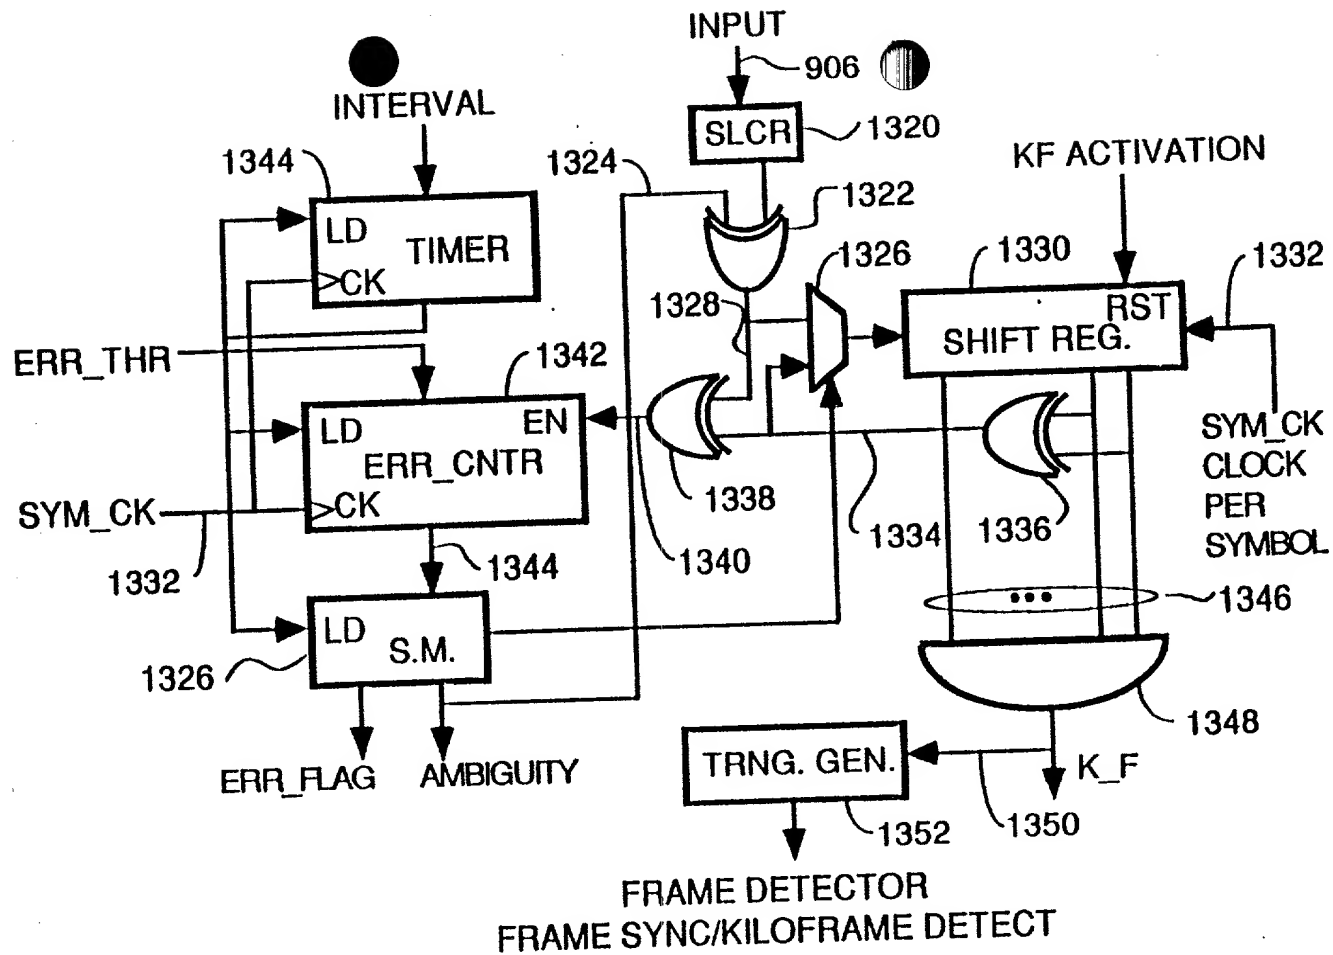 INPUT
906
INTERVAL
SLCR
1320
1344
1324
KF ACTIVATION
1322
LD
TIMER
CK
1326
1330
1332
1328
RST
SHIFT REG.
ERR_THR
1342
LD
EN
ERR_CNTR
CK
SYM_CK
CLOCK
PER
SYMBOL
1338
1334
1336
SYM_CK
1332
1344
1340
1346
LD
S.M.
1326
1348
ERR_FLAG
AMBIGUITY
TRNG. GEN.
K_F
1352
1350
FRAME DETECTOR
FRAME SYNC/KILOFRAME DETECT